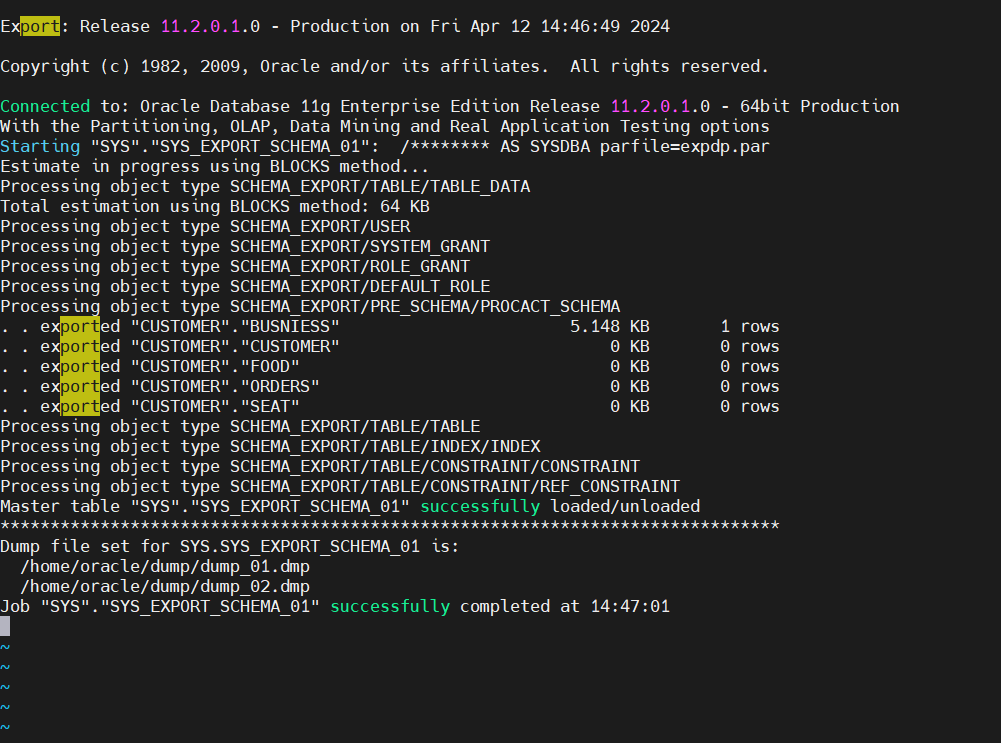 Export: Release 11.2.0.1.0 - Production on Fri Apr 12 14:46:49 2024
Copyright (c) 1982, 2009, Oracle and/or its affiliates.  All rights reserved.
Connected to: Oracle Database 11g Enterprise Edition Release 11.2.0.1.0 - 64bit Production
With the Partitioning, OLAP, Data Mining and Real Application Testing options
Starting "SYS"."SYS_EXPORT_SCHEMA_01":  /******** AS SYSDBA parfile=expdp.par
Estimate in progress using BLOCKS method...
Processing object type SCHEMA_EXPORT/TABLE/TABLE_DATA
Total estimation using BLOCKS method: 64 KB
Processing object type SCHEMA_EXPORT/USER
Processing object type SCHEMA_EXPORT/SYSTEM_GRANT
Processing object type SCHEMA_EXPORT/ROLE_GRANT
Processing object type SCHEMA_EXPORT/DEFAULT_ROLE
Processing object type SCHEMA_EXPORT/PRE_SCHEMA/PROCACT_SCHEMA
. . exported "CUSTOMER"."BUSNIESS"                       5.148 KB       1 rows
. . exported "CUSTOMER"."CUSTOMER"                           0 KB       0 rows
. . exported "CUSTOMER"."FOOD"                               0 KB       0 rows
. . exported "CUSTOMER"."ORDERS"                             0 KB       0 rows
. . exported "CUSTOMER"."SEAT"                               0 KB       0 rows
Processing object type SCHEMA_EXPORT/TABLE/TABLE
Processing object type SCHEMA_EXPORT/TABLE/INDEX/INDEX
Processing object type SCHEMA_EXPORT/TABLE/CONSTRAINT/CONSTRAINT
Processing object type SCHEMA_EXPORT/TABLE/CONSTRAINT/REF_CONSTRAINT
Master table "SYS"."SYS_EXPORT_SCHEMA_01" successfully loaded/unloaded
******************************************************************************
Dump file set for SYS.SYS_EXPORT_SCHEMA_01 is:
  /home/oracle/dump/dump_01.dmp
  /home/oracle/dump/dump_02.dmp
Job "SYS"."SYS_EXPORT_SCHEMA_01" successfully completed at 14:47:01
~
~
~
~
~